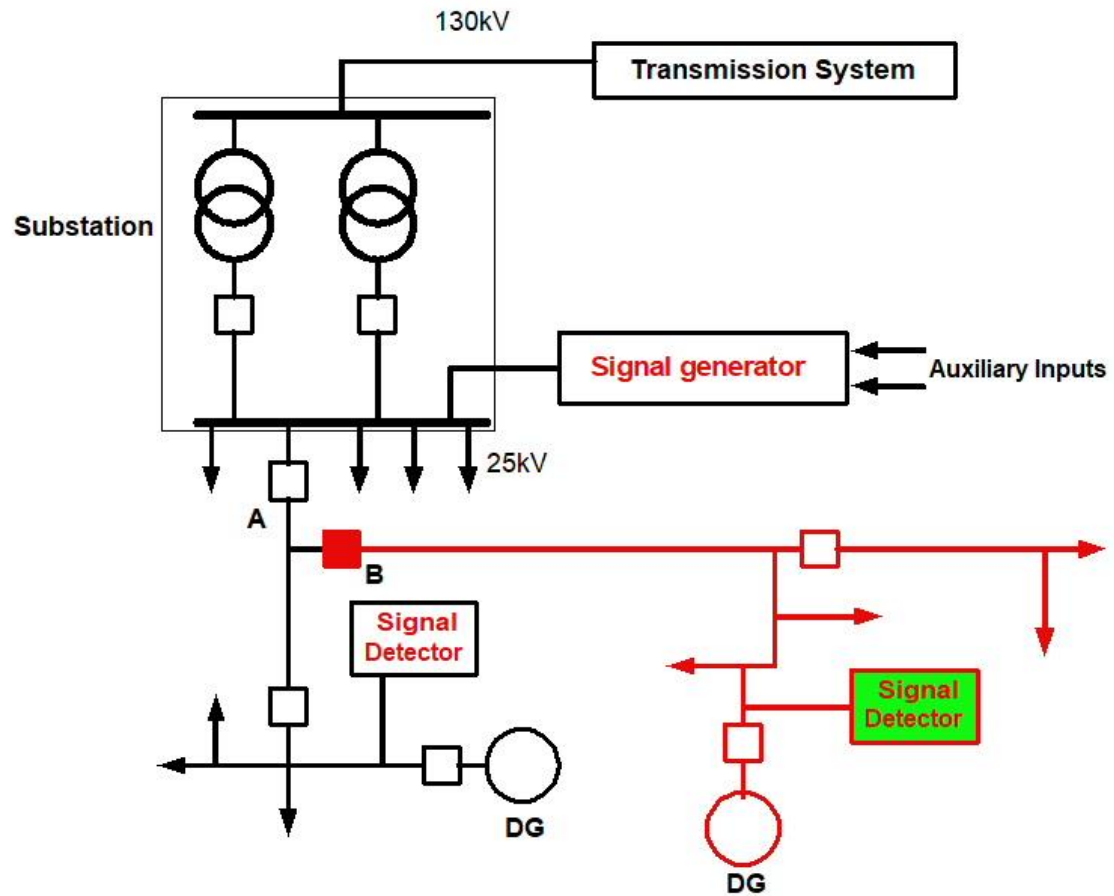 130kV
Transmission System
Substation
Signal generator
Auxiliary Inputs
25kV
A
B
Signal
Detector
Signal
Detector
DG
DG